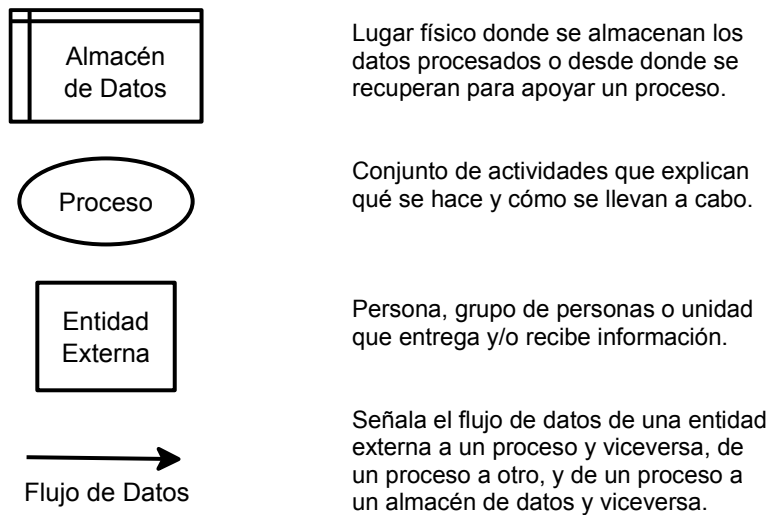 Almacén
de Datos
Lugar físico donde se almacenan los
datos procesados o desde donde se
recuperan para apoyar un proceso.
Proceso
Conjunto de actividades que explican
qué se hace y cómo se llevan a cabo.
Entidad
Externa
Persona, grupo de personas o unidad
que entrega y/o recibe información.
Flujo de Datos
Señala el flujo de datos de una entidad
externa a un proceso y viceversa, de
un proceso a otro, y de un proceso a
un almacén de datos y viceversa.